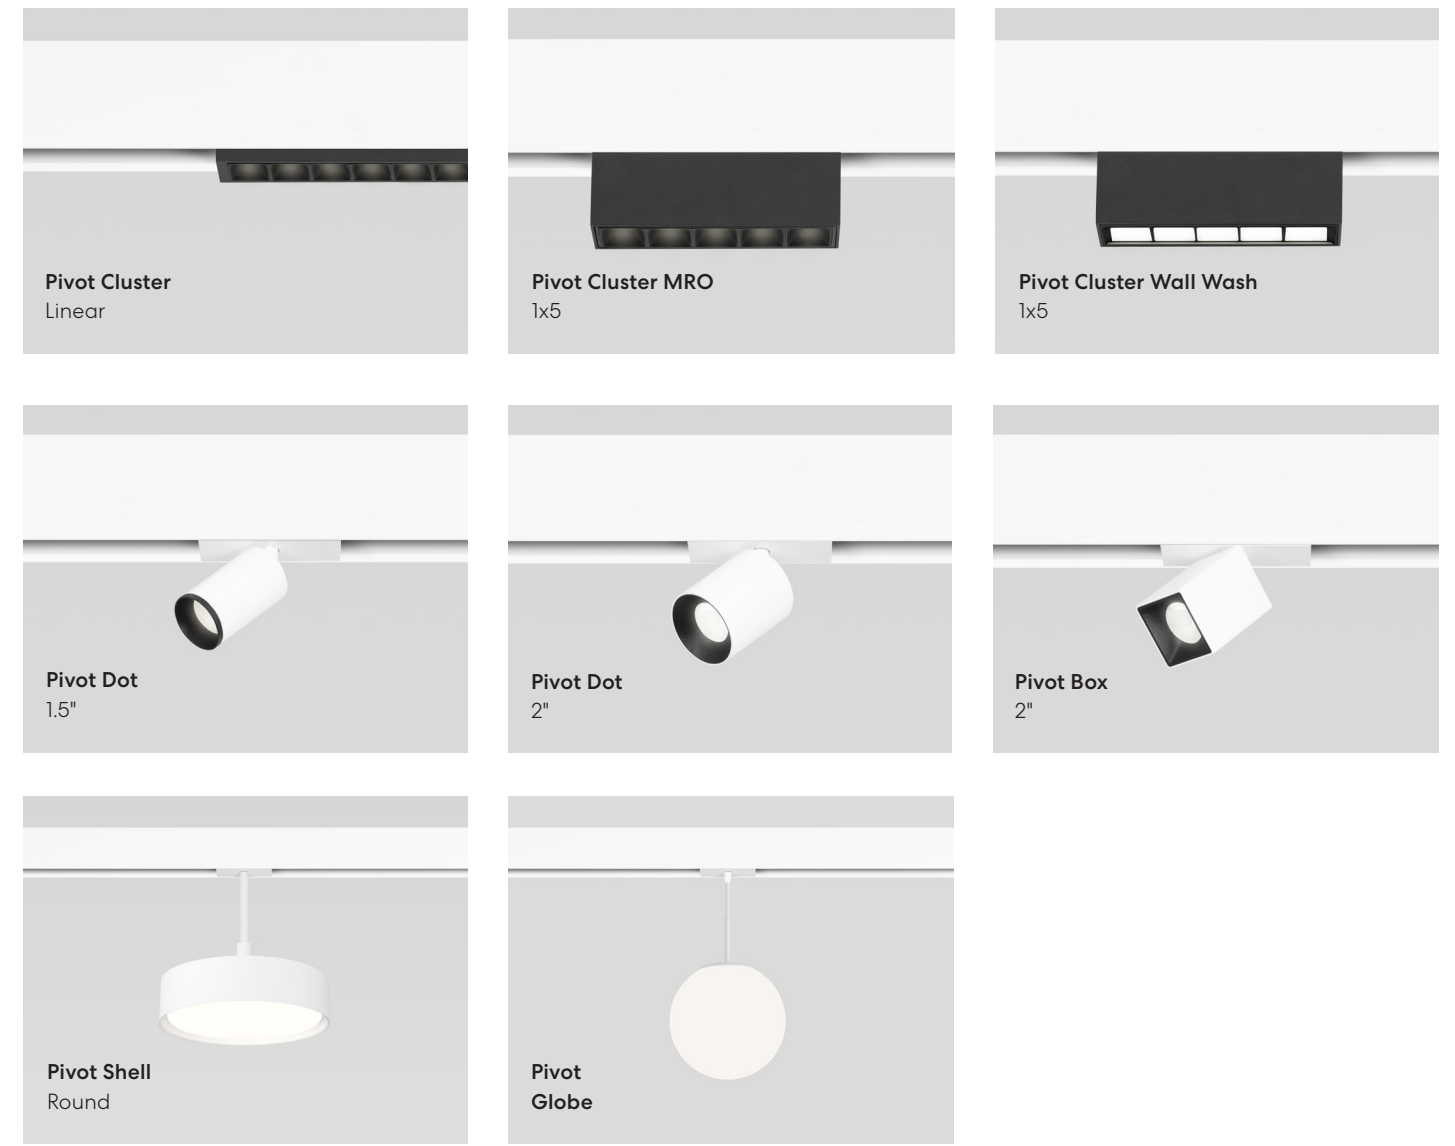 Pivot Cluster
Linear
Pivot Cluster MRO
1x5
Pivot Cluster Wall Wash
1x5
Pivot Dot
1.5"
Pivot Dot
2"
Pivot Box
2"
Pivot Shell
Round
Pivot
Globe